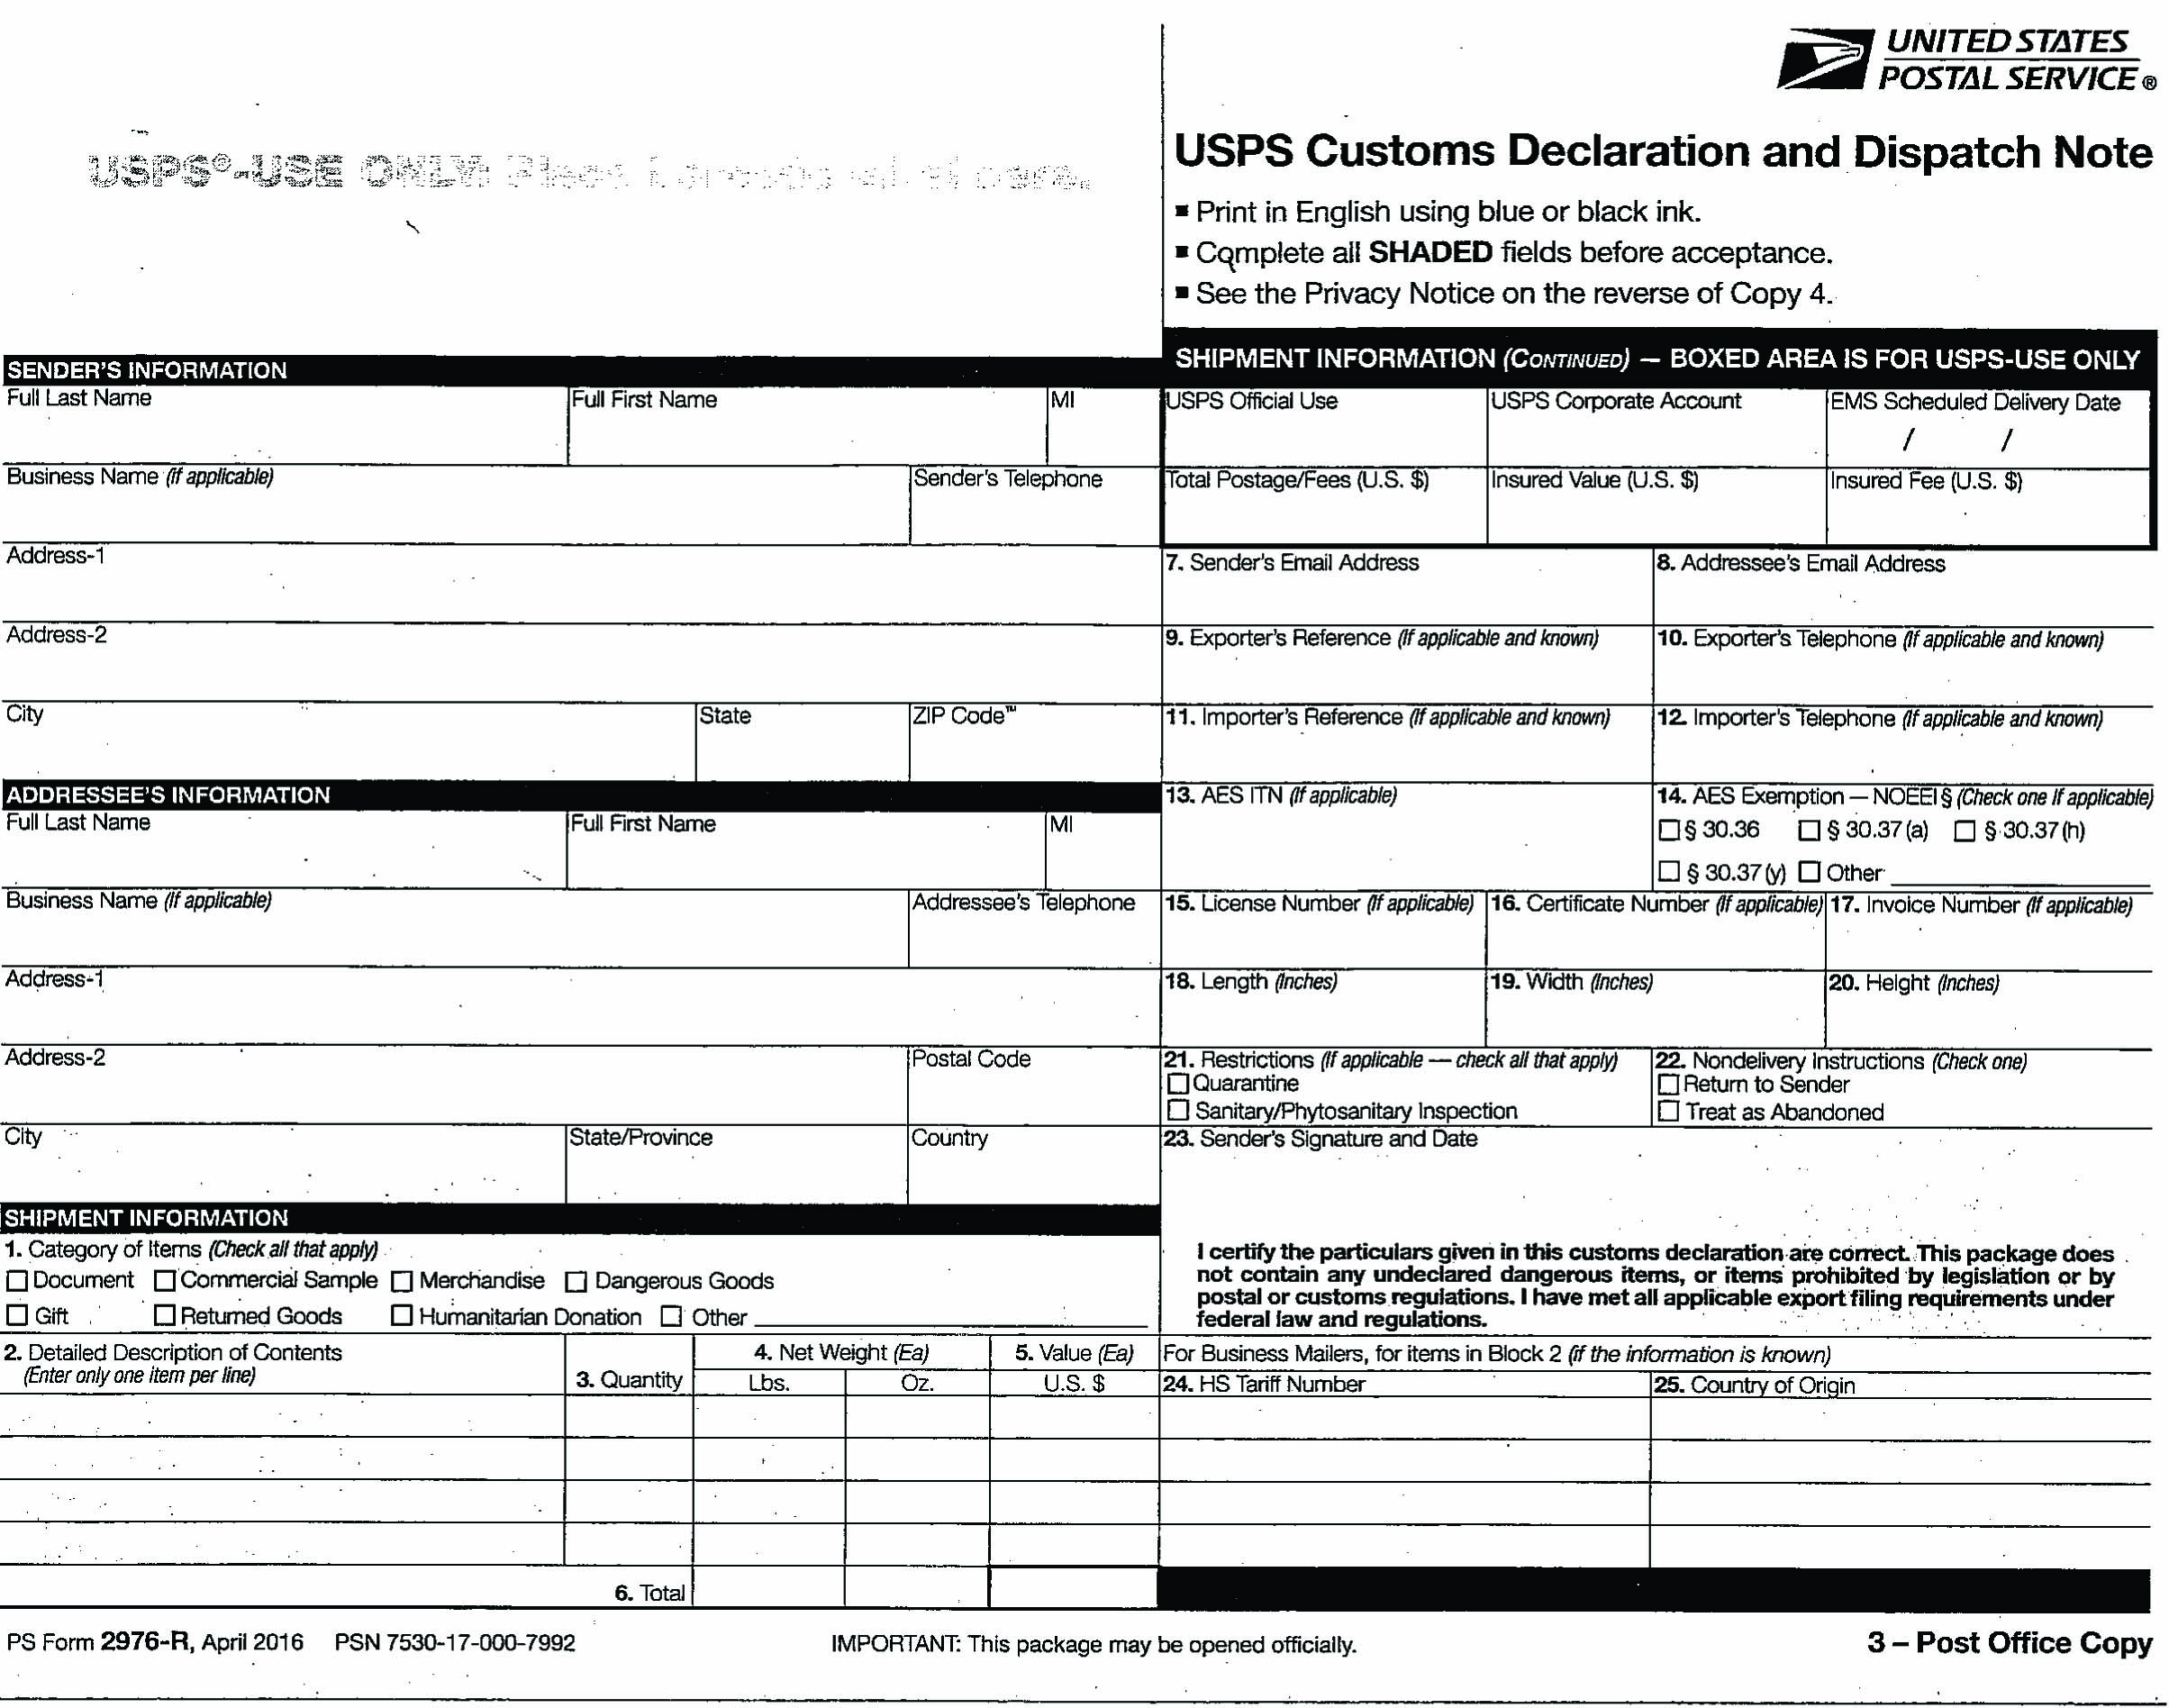 UNITED STATES
POSTAL SERVICE®
USPS®-USE ONLY: barcode label here.
USPS Customs Declaration and Dispatch Note
■ Print in English using blue or black ink.
■ Complete all SHADED fields before acceptance.
■ See the Privacy Notice on the reverse of Copy 4.
SENDER'S INFORMATION
Full Last Name Full First Name MI
Business Name (If applicable) Sender's Telephone
Address-1
Address-2
City State ZIP Code™
ADDRESSEE'S INFORMATION
Full Last Name Full First Name MI
Business Name (If applicable) Addressee's Telephone
Address-1
Address-2 Postal Code
City State/Province Country
SHIPMENT INFORMATION
1. Category of Items (Check all that apply)
Document Commercial Sample Merchandise Dangerous Goods
Gift Returned Goods Humanitarian Donation Other
SHIPMENT INFORMATION (CONTINUED) — BOXED AREA IS FOR USPS-USE ONLY
USPS Official Use USPS Corporate Account EMS Scheduled Delivery Date
/ /
Total Postage/Fees (U.S. $) Insured Value (U.S. $) Insured Fee (U.S. $)
7. Sender's Email Address 8. Addressee's Email Address
9. Exporter's Reference (If applicable and known) 10. Exporter's Telephone (If applicable and known)
11. Importer's Reference (If applicable and known) 12. Importer's Telephone (If applicable and known)
13. AES ITN (If applicable) 14. AES Exemption — NOEEI § (Check one if applicable)
§ 30.36 § 30.37 (a) § 30.37 (h)
§ 30.37 (y) Other
15. License Number (If applicable) 16. Certificate Number (If applicable) 17. Invoice Number (If applicable)
18. Length (Inches) 19. Width (Inches) 20. Height (Inches)
21. Restrictions (If applicable — check all that apply) 22. Nondelivery Instructions (Check one)
Quarantine Return to Sender
Sanitary/Phytosanitary Inspection Treat as Abandoned
23. Sender's Signature and Date
I certify the particulars given in this customs declaration are correct. This package does
not contain any undeclared dangerous items, or items prohibited by legislation or by
postal or customs regulations. I have met all applicable export filing requirements under
federal law and regulations.
2. Detailed Description of Contents
(Enter only one item per line)
3. Quantity
4. Net Weight (Ea)
Lbs. Oz.
5. Value (Ea)
U.S. $
For Business Mailers, for items in Block 2 (if the information is known)
24. HS Tariff Number 25. Country of Origin
6. Total
PS Form 2976-R, April 2016 PSN 7530-17-000-7992 IMPORTANT: This package may be opened officially. 3 – Post Office Copy